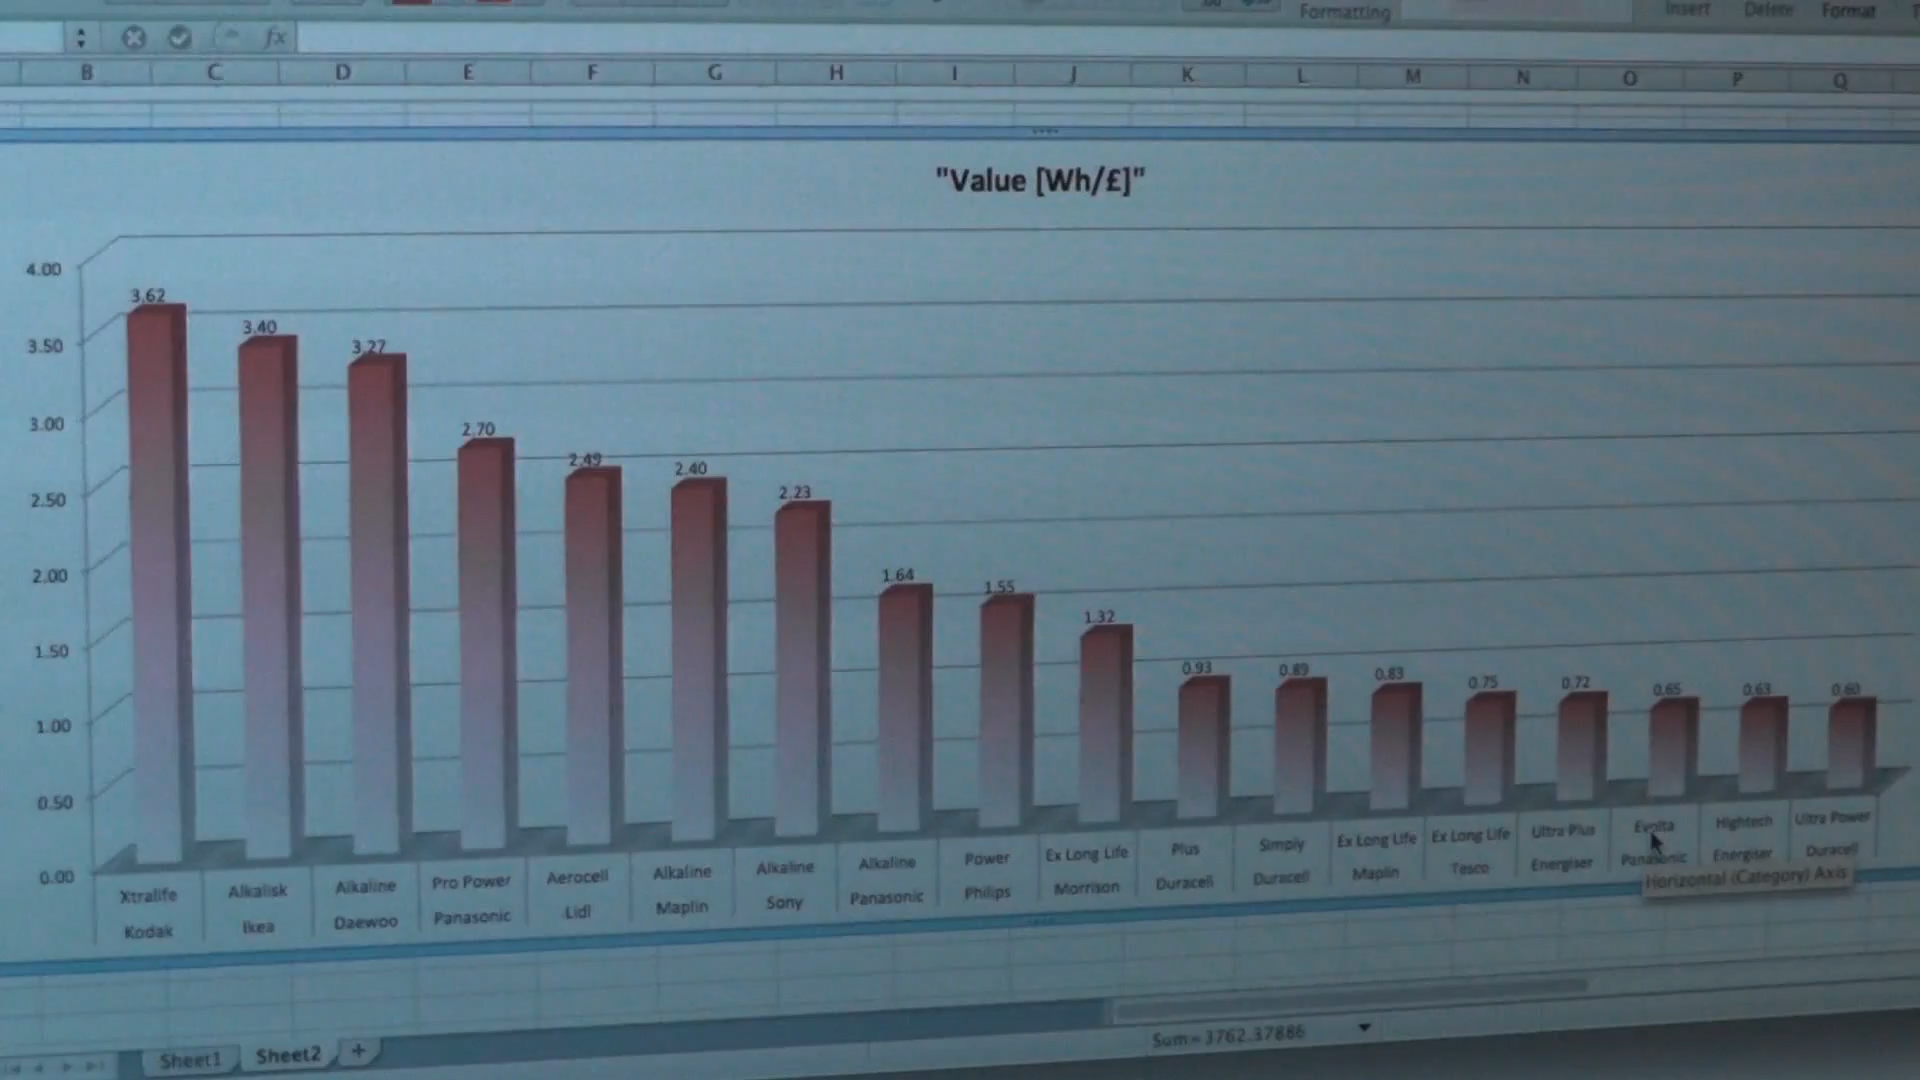 Formatting
Insert Delete Format
fx
B C D E F G H I J K L M N O P Q
"Value [Wh/£]"
4.00
3.50
3.00
2.50
2.00
1.50
1.00
0.50
0.00
3.62 3.40 3.27 2.70 2.49 2.40 2.23 1.64 1.55 1.32 0.93 0.89 0.83 0.75 0.72 0.65 0.63 0.60
Xtralife Alkalisk Alkaline Pro Power Aerocell Alkaline Alkaline Alkaline Power Ex Long Life Plus Simply Ex Long Life Ex Long Life Ultra Plus Evolta Hightech Ultra Power
Kodak Ikea Daewoo Panasonic Lidl Maplin Sony Panasonic Philips Morrison Duracell Duracell Maplin Tesco Energiser Panasonic Energiser Duracell
Horizontal (Category) Axis
Sum=3762.37886
Sheet1 Sheet2 +